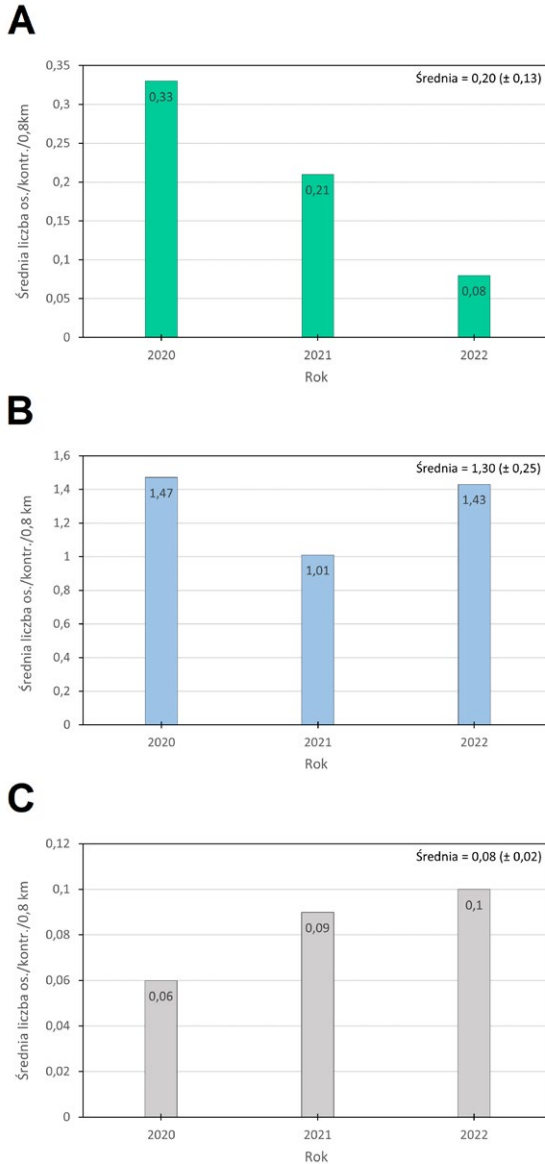 A
Średnia liczba os./kontr./0,8km
0,35
0,3
0,25
0,2
0,15
0,1
0,05
0
Średnia = 0,20 (± 0,13)
0,33
0,21
0,08
2020 2021 2022
Rok
B
Średnia liczba os./kontr./0,8 km
1,6
1,4
1,2
1
0,8
0,6
0,4
0,2
0
Średnia = 1,30 (± 0,25)
1,47
1,01
1,43
2020 2021 2022
Rok
C
Średnia liczba os./kontr./0,8 km
0,12
0,1
0,08
0,06
0,04
0,02
0
Średnia = 0,08 (± 0,02)
0,06
0,09
0,1
2020 2021 2022
Rok